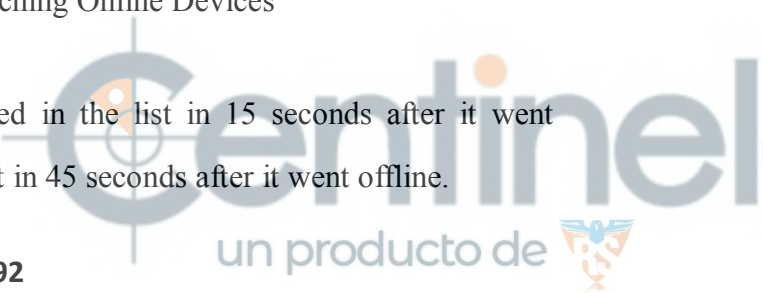 ching Online Devices
ed in the list in 15 seconds after it went
t in 45 seconds after it went offline.
Centinel
un producto de RS
92